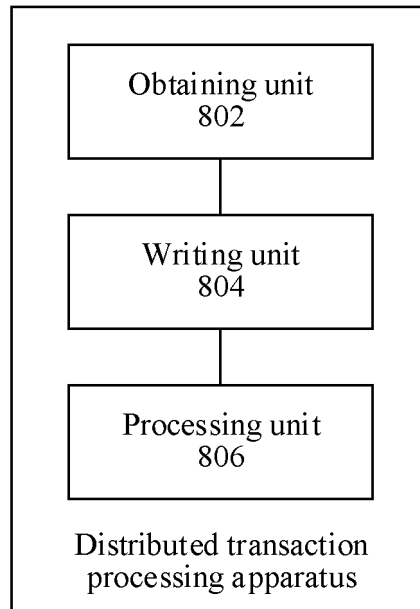 Obtaining unit
802
Writing unit
804
Processing unit
806
Distributed transaction
processing apparatus